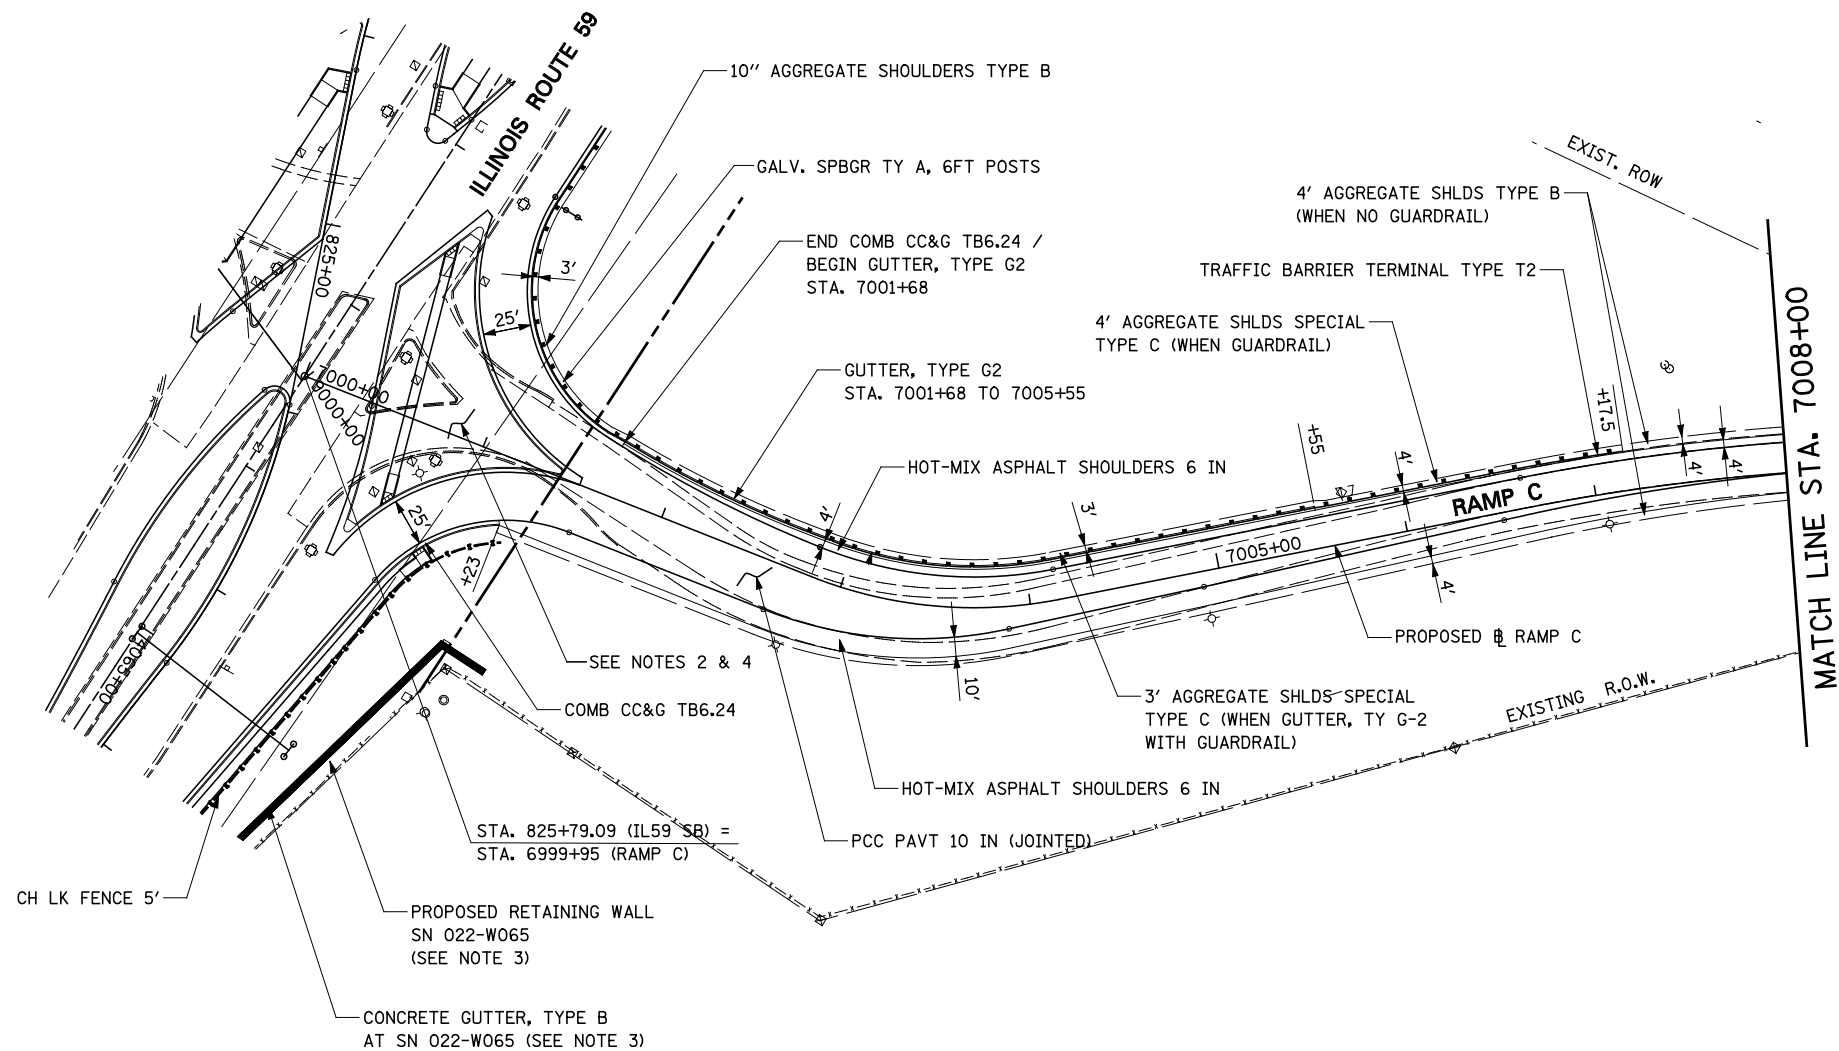 ILLINOIS ROUTE 59
10" AGGREGATE SHOULDERS TYPE B
GALV. SPBGR TY A, 6FT POSTS
END COMB CC&G TB6.24 /
BEGIN GUTTER, TYPE G2
STA. 7001+68
GUTTER, TYPE G2
STA. 7001+68 TO 7005+55
HOT-MIX ASPHALT SHOULDERS 6 IN
EXIST. ROW
4' AGGREGATE SHLDS TYPE B
(WHEN NO GUARDRAIL)
TRAFFIC BARRIER TERMINAL TYPE T2
4' AGGREGATE SHLDS SPECIAL
TYPE C (WHEN GUARDRAIL)
MATCH LINE STA. 7008+00
825+00
7000+00
9000+00
4065+00
3'
25'
25'
+23
4'
3'
+55
4'
+17.5
4'
4'
4'
10'
RAMP C
7005+00
PROPOSED ℄ RAMP C
SEE NOTES 2 & 4
COMB CC&G TB6.24
3' AGGREGATE SHLDS SPECIAL
TYPE C (WHEN GUTTER, TY G-2
WITH GUARDRAIL)
EXISTING R.O.W.
HOT-MIX ASPHALT SHOULDERS 6 IN
PCC PAVT 10 IN (JOINTED)
STA. 825+79.09 (IL59 SB) =
STA. 6999+95 (RAMP C)
CH LK FENCE 5'
PROPOSED RETAINING WALL
SN 022-W065
(SEE NOTE 3)
CONCRETE GUTTER, TYPE B
AT SN 022-W065 (SEE NOTE 3)